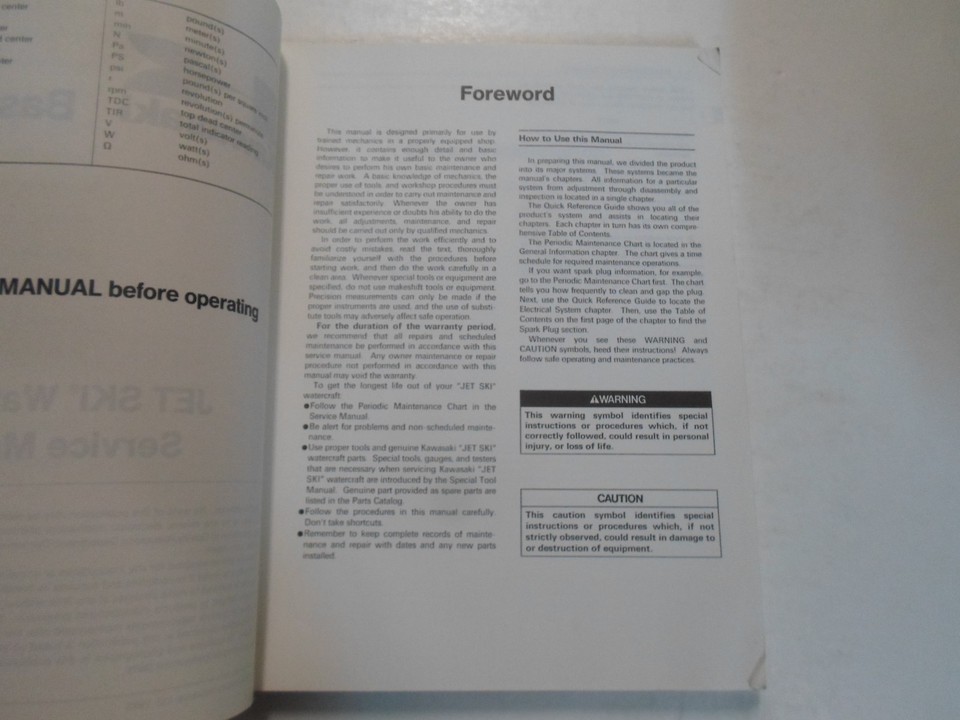 center
center
lb
m
mm
N
Pa
PS
psi
r
rpm
TDC
TIR
V
W
Ω
pound(s)
meter(s)
minute(s)
newton(s)
pascal(s)
horsepower
pound(s) per square
revolution
revolution(s) per
top dead center
total indicator reading
volt(s)
watt(s)
ohm(s)
MANUAL before operating
Foreword
This manual is designed primarily for use by
trained mechanics in a properly equipped shop.
However, it contains enough detail and basic
information to make it useful to the owner who
desires to perform his own basic maintenance and
repair work. A basic knowledge of mechanics, the
proper use of tools, and workshop procedures must
be understood in order to carry out maintenance and
repair satisfactorily. Whenever the owner has
insufficient experience or doubts his ability to do the
work, all adjustments, maintenance, and repair
should be carried out only by qualified mechanics.
In order to perform the work efficiently and to
avoid costly mistakes, read the text, thoroughly
familiarize yourself with the procedures before
starting work, and then do the work carefully in a
clean area. Whenever special tools or equipment are
specified, do not use makeshift tools or equipment.
Precision measurements can only be made if the
proper instruments are used, and the use of substi-
tute tools may adversely affect safe operation.
For the duration of the warranty period,
we recommend that all repairs and scheduled
maintenance be performed in accordance with this
service manual. Any owner maintenance or repair
procedure not performed in accordance with this
manual may void the warranty.
To get the longest life out of your "JET SKI"
watercraft:
●Follow the Periodic Maintenance Chart in the
Service Manual.
●Be alert for problems and non-scheduled mainte-
nance.
●Use proper tools and genuine Kawasaki "JET SKI"
watercraft parts. Special tools, gauges, and testers
that are necessary when servicing Kawasaki "JET
SKI" watercraft are introduced by the Special Tool
Manual. Genuine part provided as spare parts are
listed in the Parts Catalog.
●Follow the procedures in this manual carefully.
Don't take shortcuts.
●Remember to keep complete records of mainte-
nance and repair with dates and any new parts
installed.
How to Use this Manual
In preparing this manual, we divided the product
into its major systems. These systems became the
manual's chapters. All information for a particular
system from adjustment through disassembly and
inspection is located in a single chapter.
The Quick Reference Guide shows you all of the
product's system and assists in locating their
chapters. Each chapter in turn has its own compre-
hensive Table of Contents.
The Periodic Maintenance Chart is located in the
General Information chapter. The chart gives a time
schedule for required maintenance operations.
If you want spark plug information, for example,
go to the Periodic Maintenance Chart first. The chart
tells you how frequently to clean and gap the plug.
Next, use the Quick Reference Guide to locate the
Electrical System chapter. Then, use the Table of
Contents on the first page of the chapter to find the
Spark Plug section.
Whenever you see these WARNING and
CAUTION symbols, heed their instructions! Always
follow safe operating and maintenance practices.
⚠WARNING
This warning symbol identifies special
instructions or procedures which, if not
correctly followed, could result in personal
injury, or loss of life.
CAUTION
This caution symbol identifies special
instructions or procedures which, if not
strictly observed, could result in damage to
or destruction of equipment.